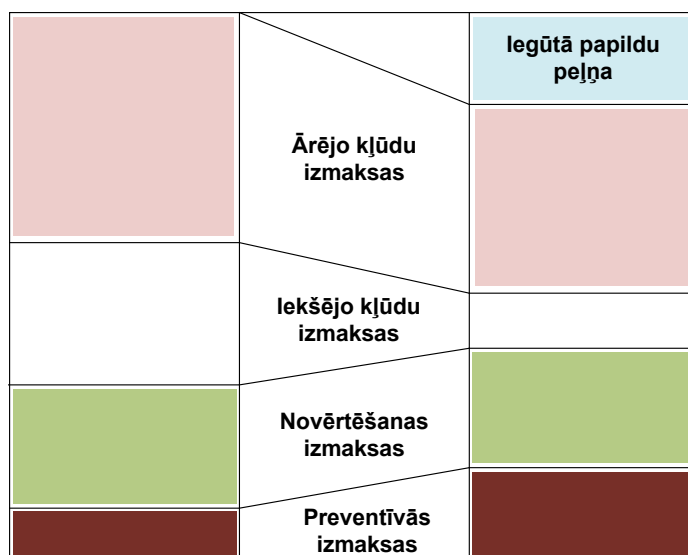 Iegūtā papildu
peļņa
Ārējo kļūdu
izmaksas
Iekšējo kļūdu
izmaksas
Novērtēšanas
izmaksas
Preventīvās
izmaksas